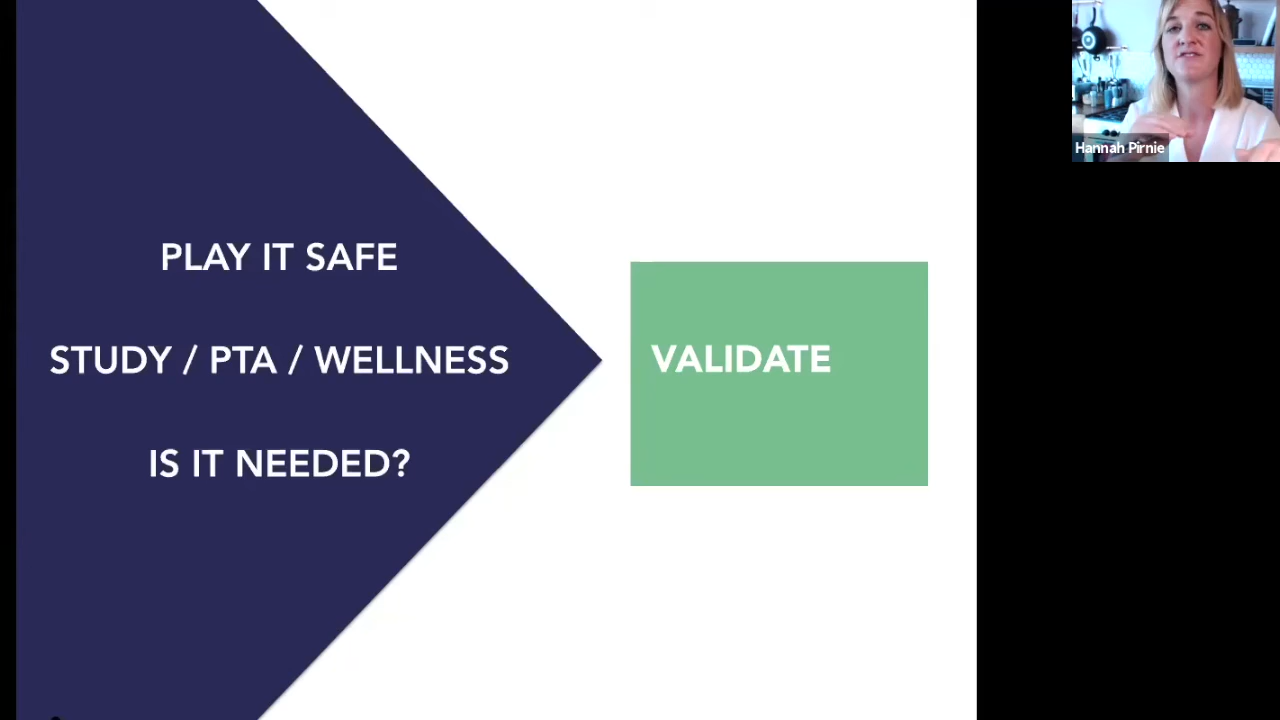 PLAY IT SAFE
STUDY / PTA / WELLNESS
IS IT NEEDED?
VALIDATE
Hannah Pirnie